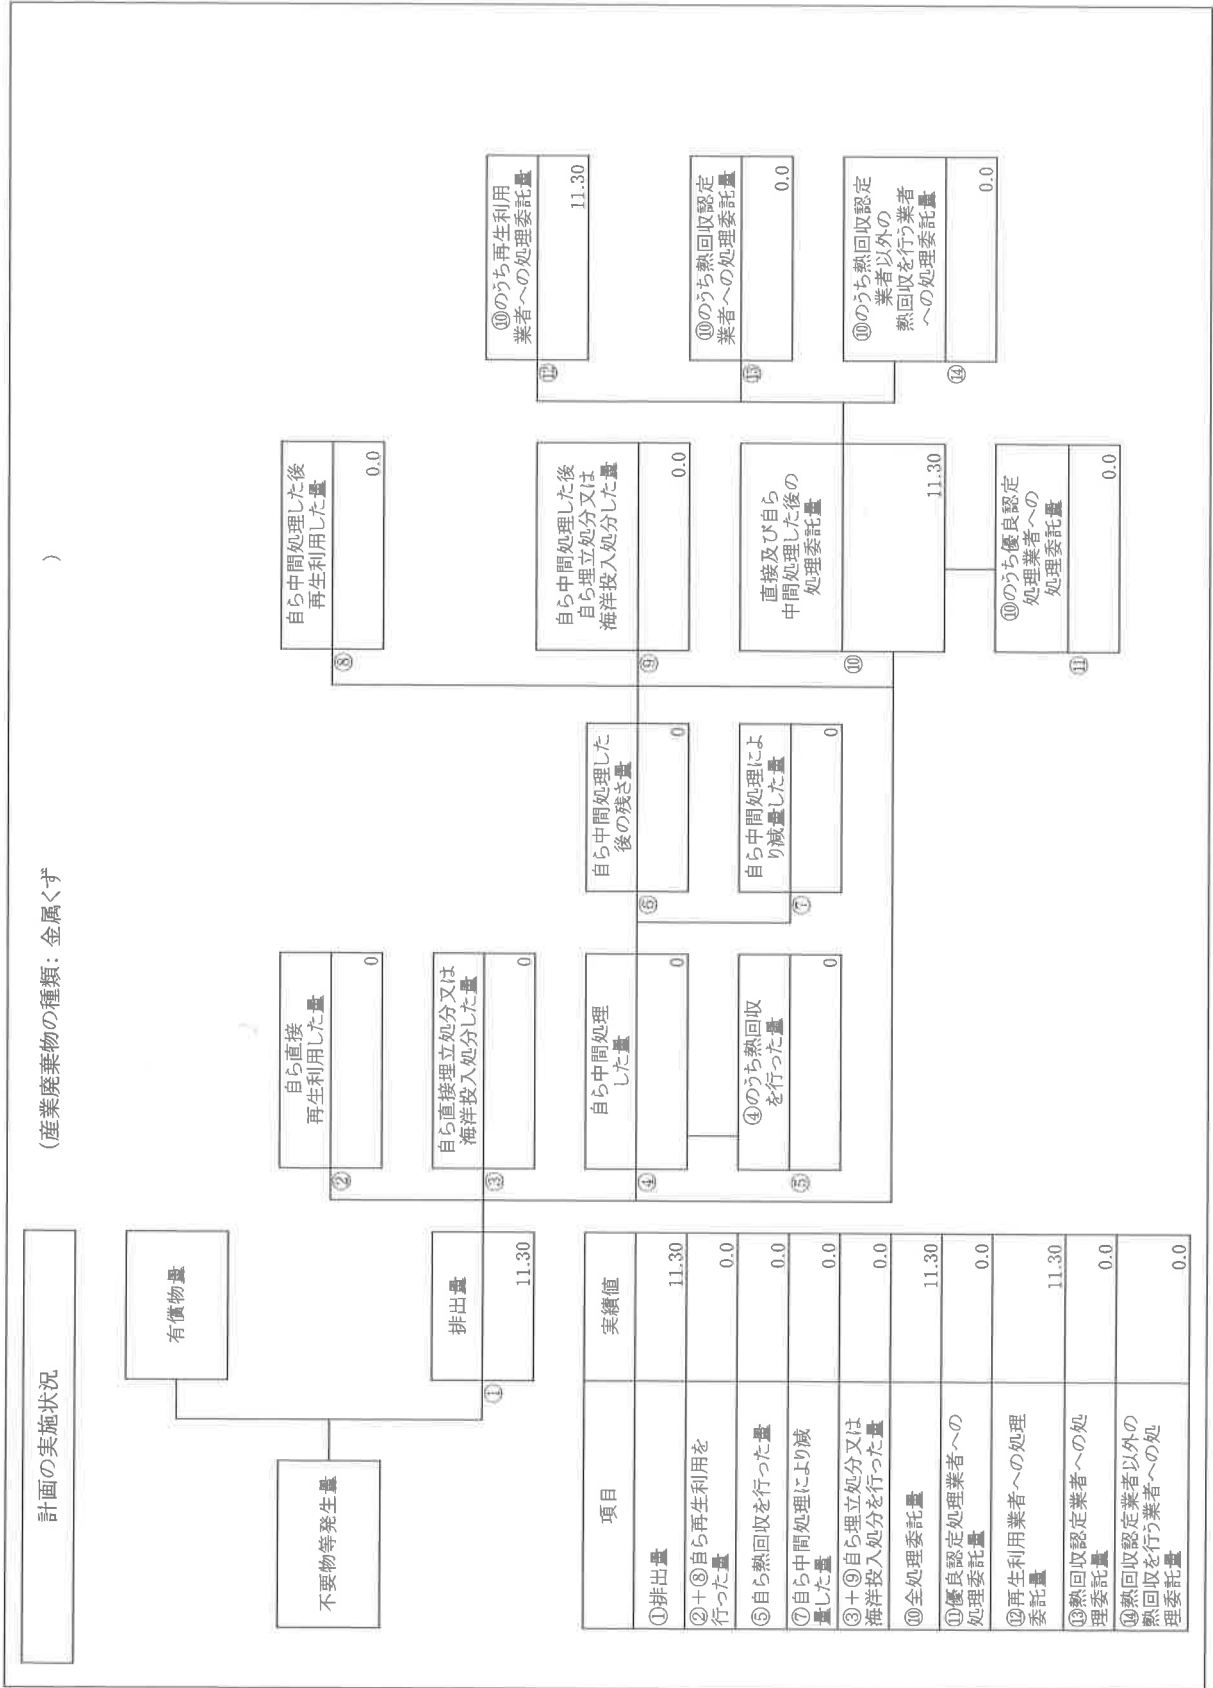 計画の実施状況
(産業廃棄物の種類: 金属くず )
不要物等発生量
有償物量
①
排出量
11.30
②
自ら直接
再生利用した量
0
③
自ら直接埋立処分又は
海洋投入処分した量
0
④
自ら中間処理
した量
0
⑤
④のうち熱回収
を行った量
0
⑥
自ら中間処理した
後の残さ量
0
⑦
自ら中間処理によ
り減量した量
0
⑧
自ら中間処理した後
再生利用した量
0.0
⑨
自ら中間処理した後
自ら埋立処分又は
海洋投入処分した量
0.0
⑩
直接及び自ら
中間処理した後の
処理委託量
11.30
⑪
⑩のうち優良認定
処理業者への
処理委託量
0.0
⑫
⑩のうち再生利用
業者への処理委託量
11.30
⑬
⑩のうち熱回収認定
業者への処理委託量
0.0
⑭
⑩のうち熱回収認定
業者以外の
熱回収を行う業者
への処理委託量
0.0
項目 実績値
①排出量 11.30
②+⑧自ら再生利用を
行った量 0.0
⑤自ら熱回収を行った量 0.0
⑦自ら中間処理により減
量した量 0.0
③+⑨自ら埋立処分又は
海洋投入処分を行った量 0.0
⑩全処理委託量 11.30
⑪優良認定処理業者への
処理委託量 0.0
⑫再生利用業者への処理
委託量 11.30
⑬熱回収認定業者への処
理委託量 0.0
⑭熱回収認定業者以外の
熱回収を行う業者への処
理委託量 0.0